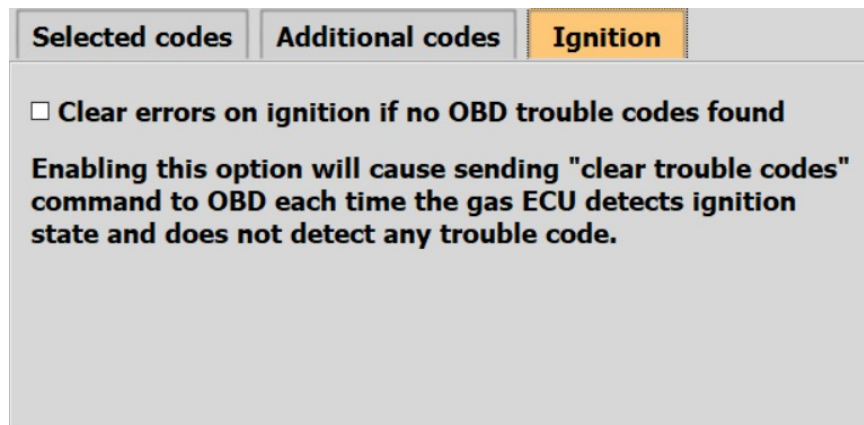 Selected codes Additional codes Ignition
Clear errors on ignition if no OBD trouble codes found
Enabling this option will cause sending "clear trouble codes"
command to OBD each time the gas ECU detects ignition
state and does not detect any trouble code.